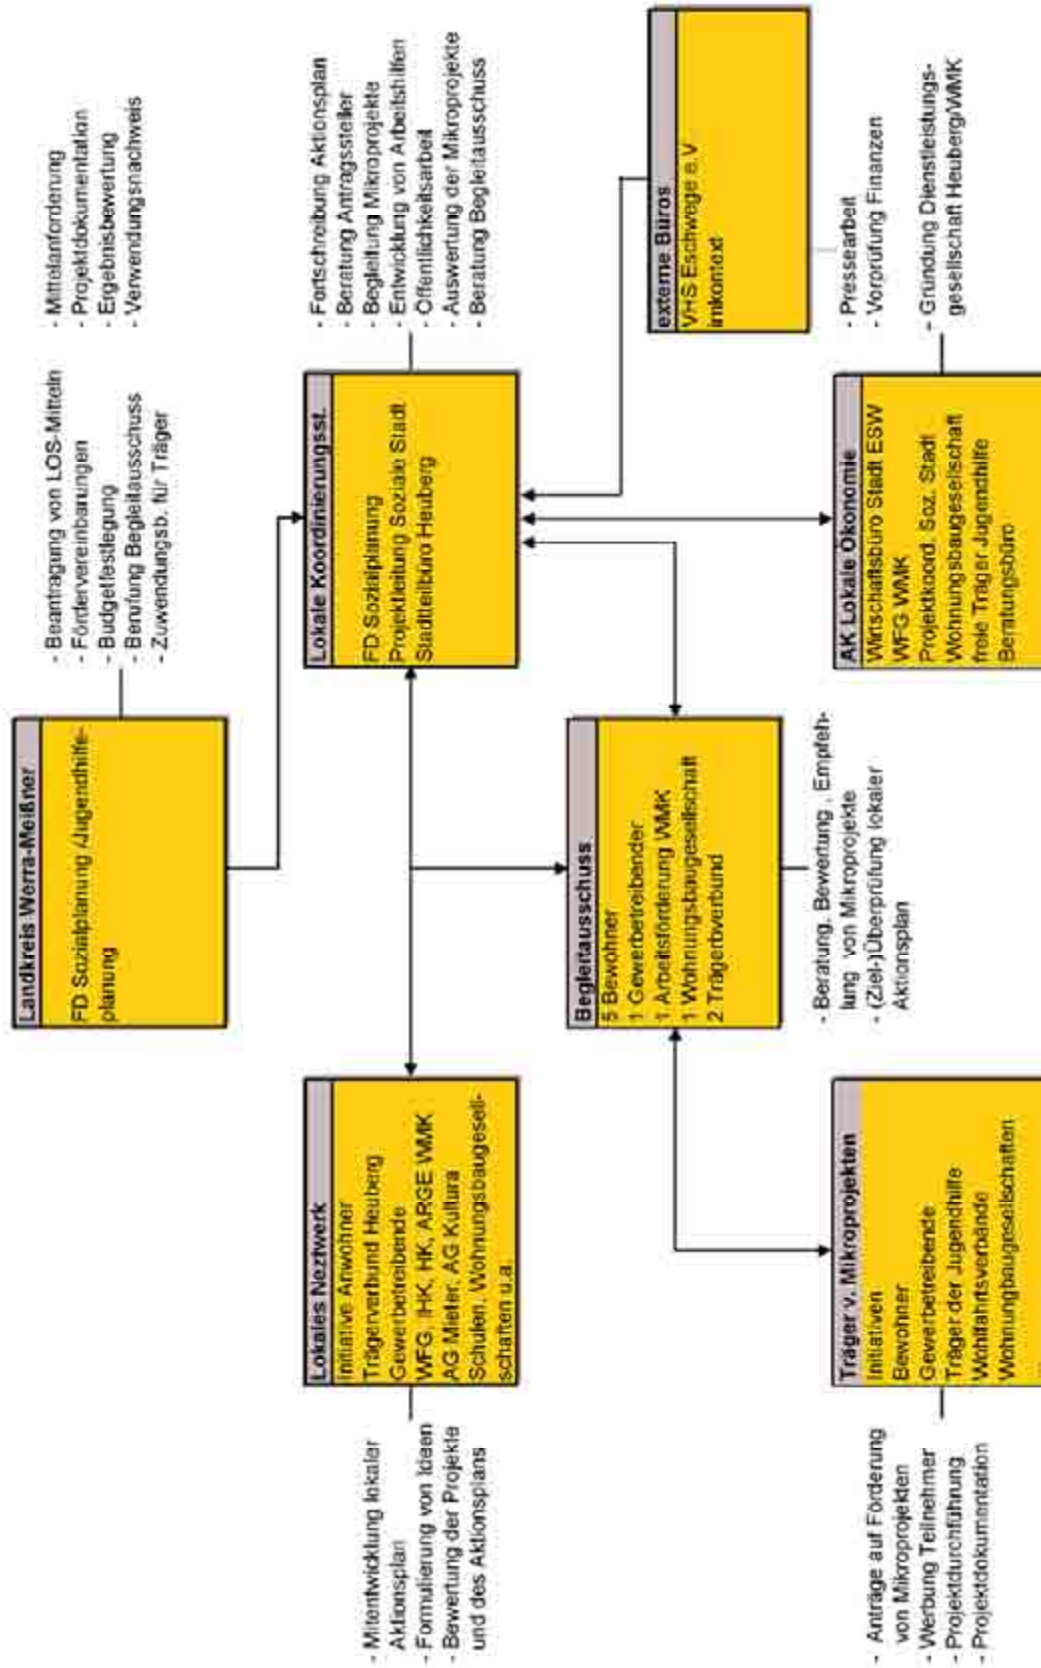 Landkreis Werra-Meißner
FD Sozialplanung /Jugendhilfe-
planung
- Beantragung von LOS-Mitteln
- Fördervereinbarungen
- Budgetfestlegung
- Berufung Begleitausschuss
- Zuwendungsb. für Träger
- Mittelanforderung
- Projektdokumentation
- Ergebnisbewertung
- Verwendungsnachweis
- Mitentwicklung lokaler
Aktionsplan
- Formulierung von Ideen
- Bewertung der Projekte
und des Aktionsplans
Lokales Neztwerk
Initiative Anwohner
Trägerverbund Heuberg
Gewerbetreibende
WFG, IHK, HK, ARGE WMK
AG Mieter, AG Kultura
Schulen, Wohnungsbaugesell-
schaften u.a.
Lokale Koordinierungsst.
FD Sozialplanung
Projektleitung Soziale Stadt
Stadtteilbüro Heuberg
- Fortschreibung Aktionsplan
- Beratung Antragssteller
- Begleitung Mikroprojekte
- Entwicklung von Arbeitshilfen
- Öffentlichkeitsarbeit
- Auswertung der Mikroprojekte
- Beratung Begleitausschuss
Begleitausschuss
5 Bewohner
1 Gewerbetreibender
1 Arbeitsförderung WMK
1 Wohnungsbaugesellschaft
2 Trägerbverbund
- Beratung, Bewertung , Empfeh-
lung von Mikroprojekte
- (Ziel-)Überprüfung lokaler
Aktionsplan
externe Büros
VHS Eschwege e.V.
imkontext
- Pressearbeit
- Vorprüfung Finanzen
- Anträge auf Förderung
von Mikroprojekten
- Werbung Teilnehmer
- Projektdurchführung
- Projektdokumentation
Träger v. Mikroprojekten
Initiativen
Bewohner
Gewerbetreibende
Träger der Jugendhilfe
Wohlfahrtsverbände
Wohnungbaugesellschaften
AK Lokale Ökonomie
Wirtschaftsbüro Stadt ESW
WFG WMK
Projektkoord. Soz. Stadt
Wohnungsbaugesellschaft
freie Träger Jugendhilfe
Beratungsbüro
- Gründung Dienstleistungs-
gesellschaft Heuberg/WMK